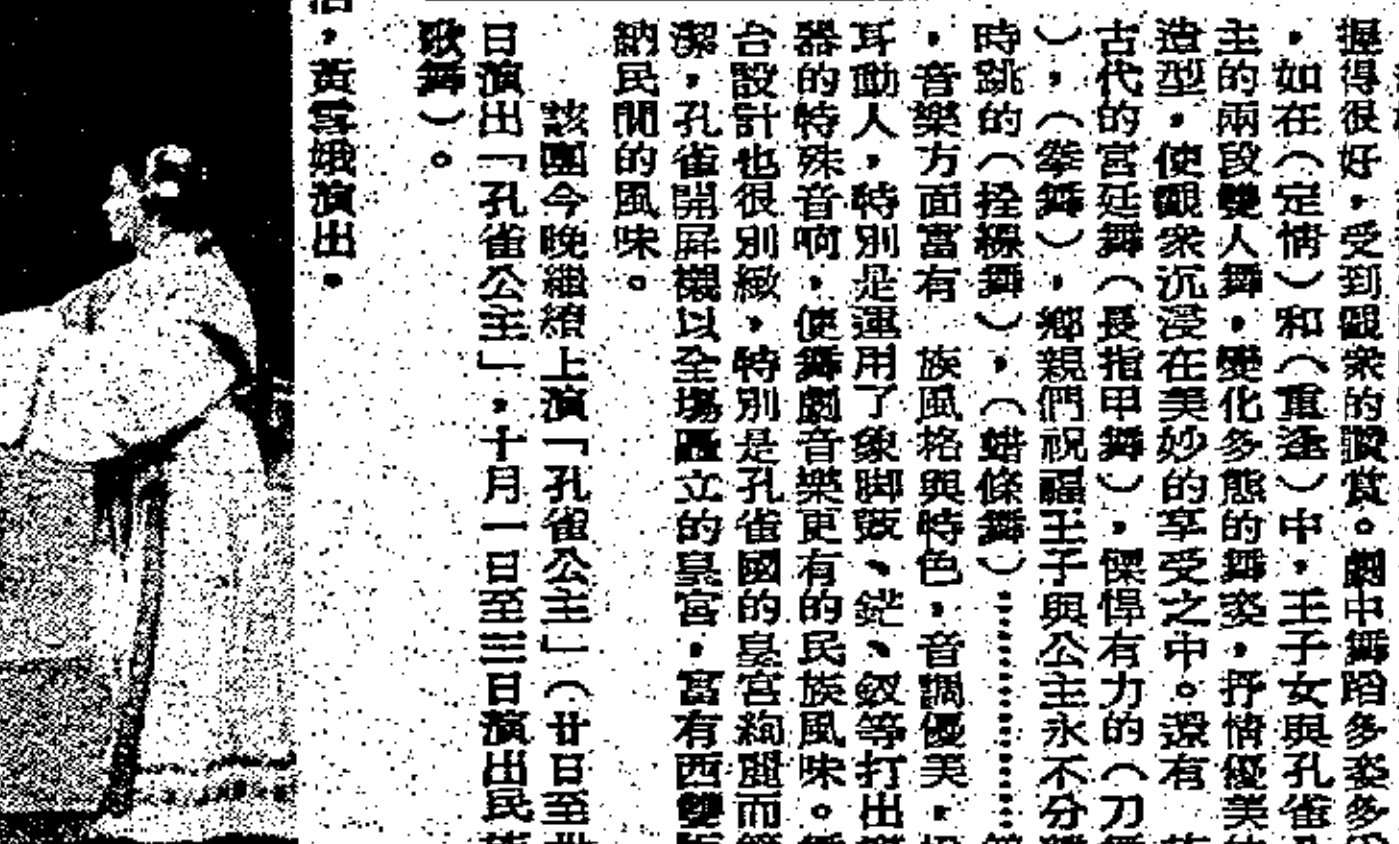 握得很好，受到觀衆的讚賞。劇中舞蹈多姿多
，如在（定情）和（重逢）中，王子女與孔雀
主的兩段雙人舞，變化多態的舞姿，抒情優美
造型，使觀衆沉浸在美妙的享受之中。還有
古代的宮廷舞（長指甲舞），傈悍有力的（刀
），（拳舞），鄉親們祝福王子與公主永不分
時跳的（拴線舞），（蜡條舞）⋯⋯⋯⋯
，音樂方面富有　族風格與特色，音調優美，
耳動人，特別是運用了象脚鼓、鋩、釵等打出
器的特殊音响，使舞劇音樂更有的民族風味。
台設計也很別緻，特別是孔雀國的皇宮絢麗而
潔，孔雀開屏襯以全場矗立的皇宮，富有西雙
納民間的風味。
該團今晚繼續上演「孔雀公主」（廿日至
日演出「孔雀公主」，十月一日至三日演出民
歌舞）。
，黃雪娥演出。